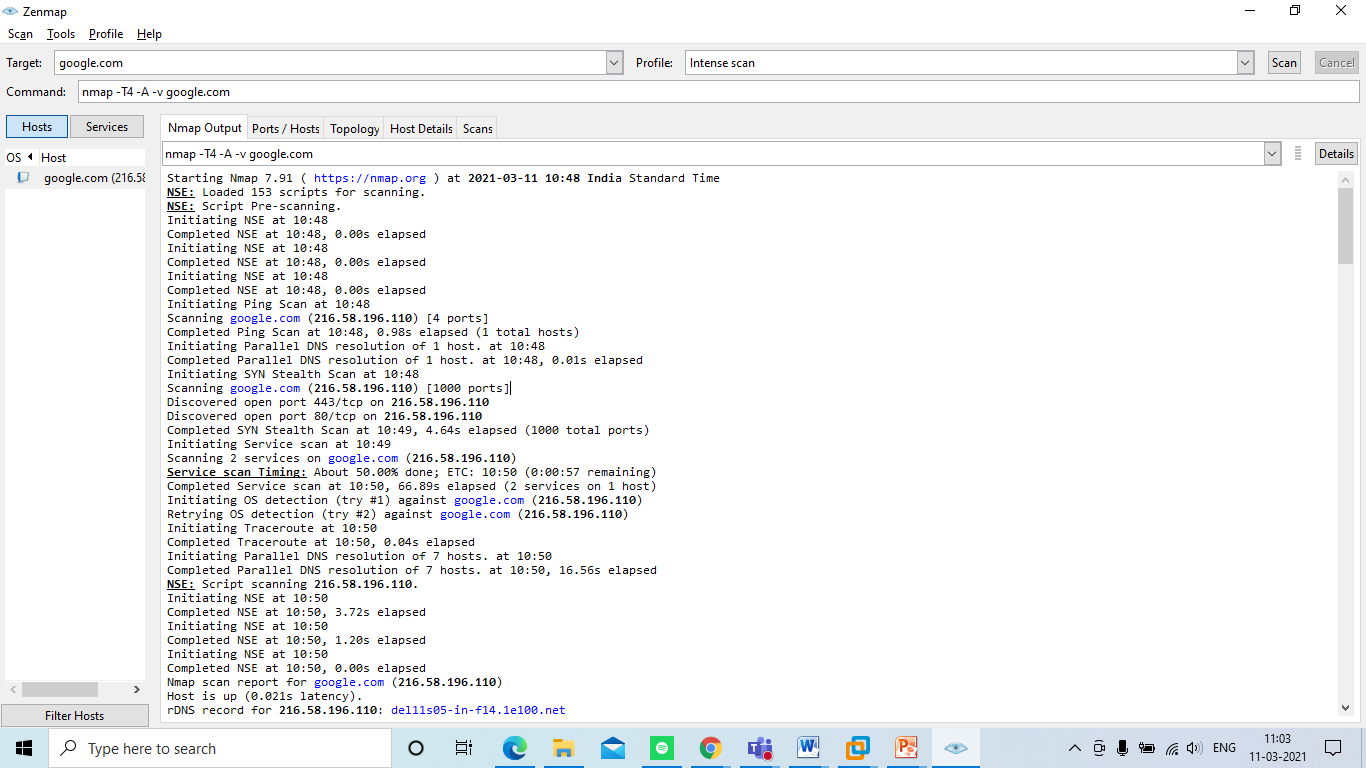 Zenmap
Scan Tools Profile Help
Target: google.com Profile: Intense scan Scan Cancel
Command: nmap -T4 -A -v google.com
Hosts Services
Nmap Output Ports / Hosts Topology Host Details Scans
OS Host
nmap -T4 -A -v google.com Details
google.com (216.58
Starting Nmap 7.91 ( https://nmap.org ) at 2021-03-11 10:48 India Standard Time
NSE: Loaded 153 scripts for scanning.
NSE: Script Pre-scanning.
Initiating NSE at 10:48
Completed NSE at 10:48, 0.00s elapsed
Initiating NSE at 10:48
Completed NSE at 10:48, 0.00s elapsed
Initiating NSE at 10:48
Completed NSE at 10:48, 0.00s elapsed
Initiating Ping Scan at 10:48
Scanning google.com (216.58.196.110) [4 ports]
Completed Ping Scan at 10:48, 0.98s elapsed (1 total hosts)
Initiating Parallel DNS resolution of 1 host. at 10:48
Completed Parallel DNS resolution of 1 host. at 10:48, 0.01s elapsed
Initiating SYN Stealth Scan at 10:48
Scanning google.com (216.58.196.110) [1000 ports]
Discovered open port 443/tcp on 216.58.196.110
Discovered open port 80/tcp on 216.58.196.110
Completed SYN Stealth Scan at 10:49, 4.64s elapsed (1000 total ports)
Initiating Service scan at 10:49
Scanning 2 services on google.com (216.58.196.110)
Service scan Timing: About 50.00% done; ETC: 10:50 (0:00:57 remaining)
Completed Service scan at 10:50, 66.89s elapsed (2 services on 1 host)
Initiating OS detection (try #1) against google.com (216.58.196.110)
Retrying OS detection (try #2) against google.com (216.58.196.110)
Initiating Traceroute at 10:50
Completed Traceroute at 10:50, 0.04s elapsed
Initiating Parallel DNS resolution of 7 hosts. at 10:50
Completed Parallel DNS resolution of 7 hosts. at 10:50, 16.56s elapsed
NSE: Script scanning 216.58.196.110.
Initiating NSE at 10:50
Completed NSE at 10:50, 3.72s elapsed
Initiating NSE at 10:50
Completed NSE at 10:50, 1.20s elapsed
Initiating NSE at 10:50
Completed NSE at 10:50, 0.00s elapsed
Nmap scan report for google.com (216.58.196.110)
Host is up (0.021s latency).
rDNS record for 216.58.196.110: del11s05-in-f14.1e100.net
Filter Hosts
Type here to search
ENG
11:03
11-03-2021